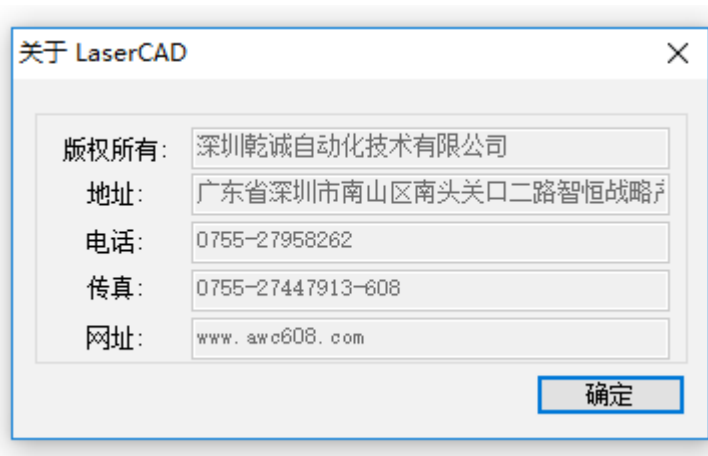 关于 LaserCAD
版权所有: 深圳乾诚自动化技术有限公司
地址: 广东省深圳市南山区南头关口二路智恒战略产
电话: 0755-27958262
传真: 0755-27447913-608
网址: www.awc608.com
确定